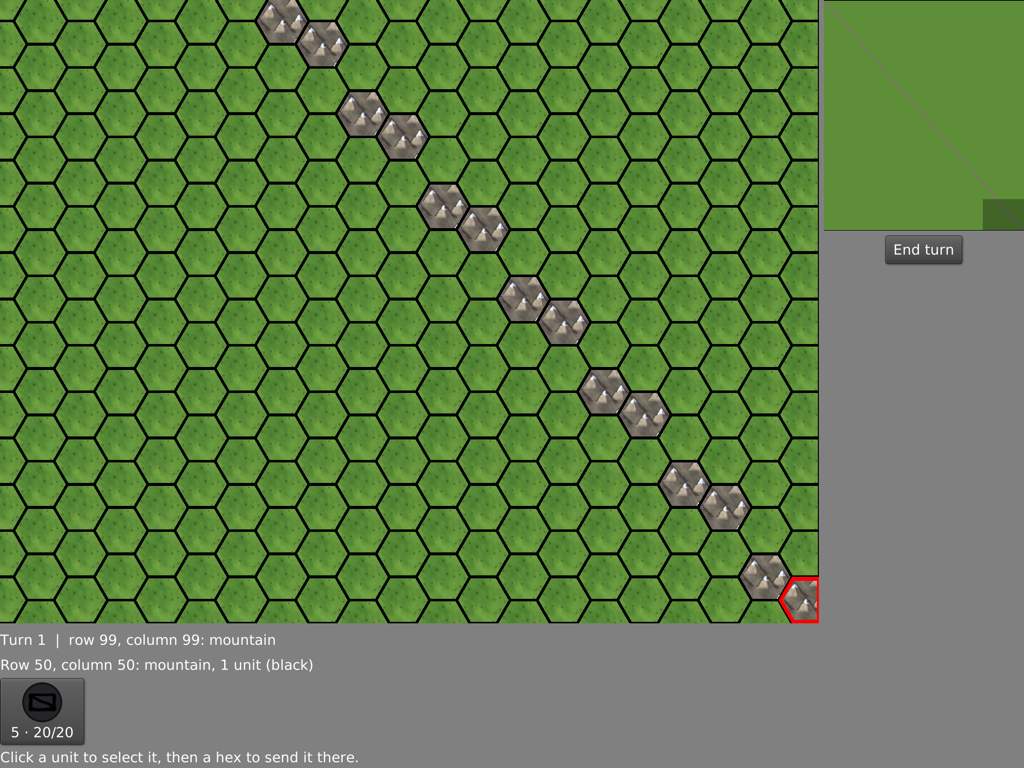 End turn
Turn 1 | row 99, column 99: mountain
Row 50, column 50: mountain, 1 unit (black)
5 · 20/20
Click a unit to select it, then a hex to send it there.